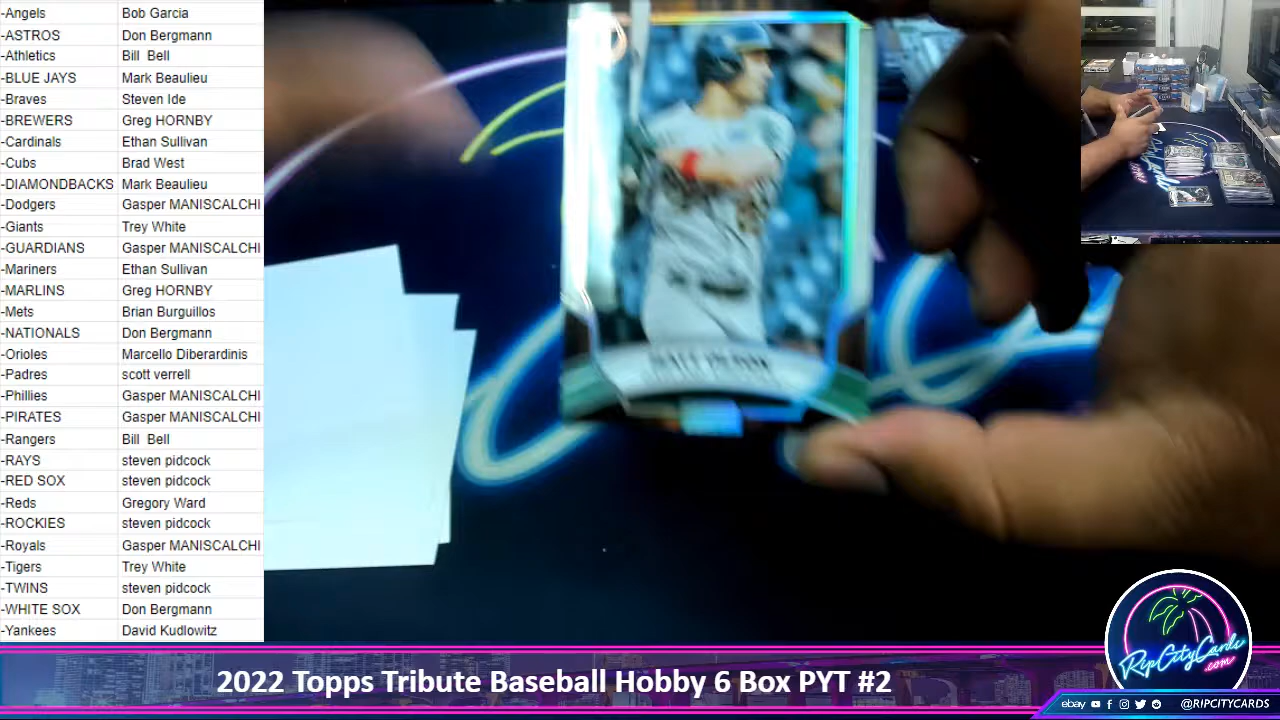 -Angels Bob Garcia
-ASTROS Don Bergmann
-Athletics Bill Bell
-BLUE JAYS Mark Beaulieu
-Braves Steven Ide
-BREWERS Greg HORNBY
-Cardinals Ethan Sullivan
-Cubs Brad West
-DIAMONDBACKS Mark Beaulieu
-Dodgers Gasper MANISCALCHI
-Giants Trey White
-GUARDIANS Gasper MANISCALCHI
-Mariners Ethan Sullivan
-MARLINS Greg HORNBY
-Mets Brian Burguillos
-NATIONALS Don Bergmann
-Orioles Marcello Diberardinis
-Padres scott verrell
-Phillies Gasper MANISCALCHI
-PIRATES Gasper MANISCALCHI
-Rangers Bill Bell
-RAYS steven pidcock
-RED SOX steven pidcock
-Reds Gregory Ward
-ROCKIES steven pidcock
-Royals Gasper MANISCALCHI
-Tigers Trey White
-TWINS steven pidcock
-WHITE SOX Don Bergmann
-Yankees David Kudlowitz
RipCityCards
.com
2022 Topps Tribute Baseball Hobby 6 Box PYT #2
ebay @RIPCITYCARDS